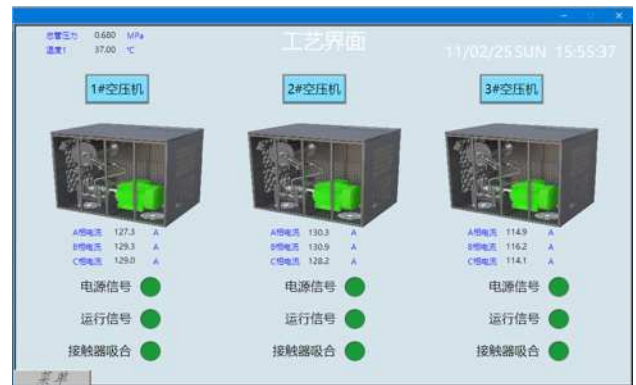 总管压力 0.680 MPa
工艺界面
温度1 37.00 ℃
11/02/25 SUN 15:55:37
1#空压机 2#空压机 3#空压机
A相电流 127.3 A A相电流 130.3 A A相电流 114.9 A
B相电流 129.3 A B相电流 130.9 A B相电流 116.2 A
C相电流 129.0 A C相电流 128.2 A C相电流 114.1 A
电源信号 电源信号 电源信号
运行信号 运行信号 运行信号
接触器吸合 接触器吸合 接触器吸合
菜单